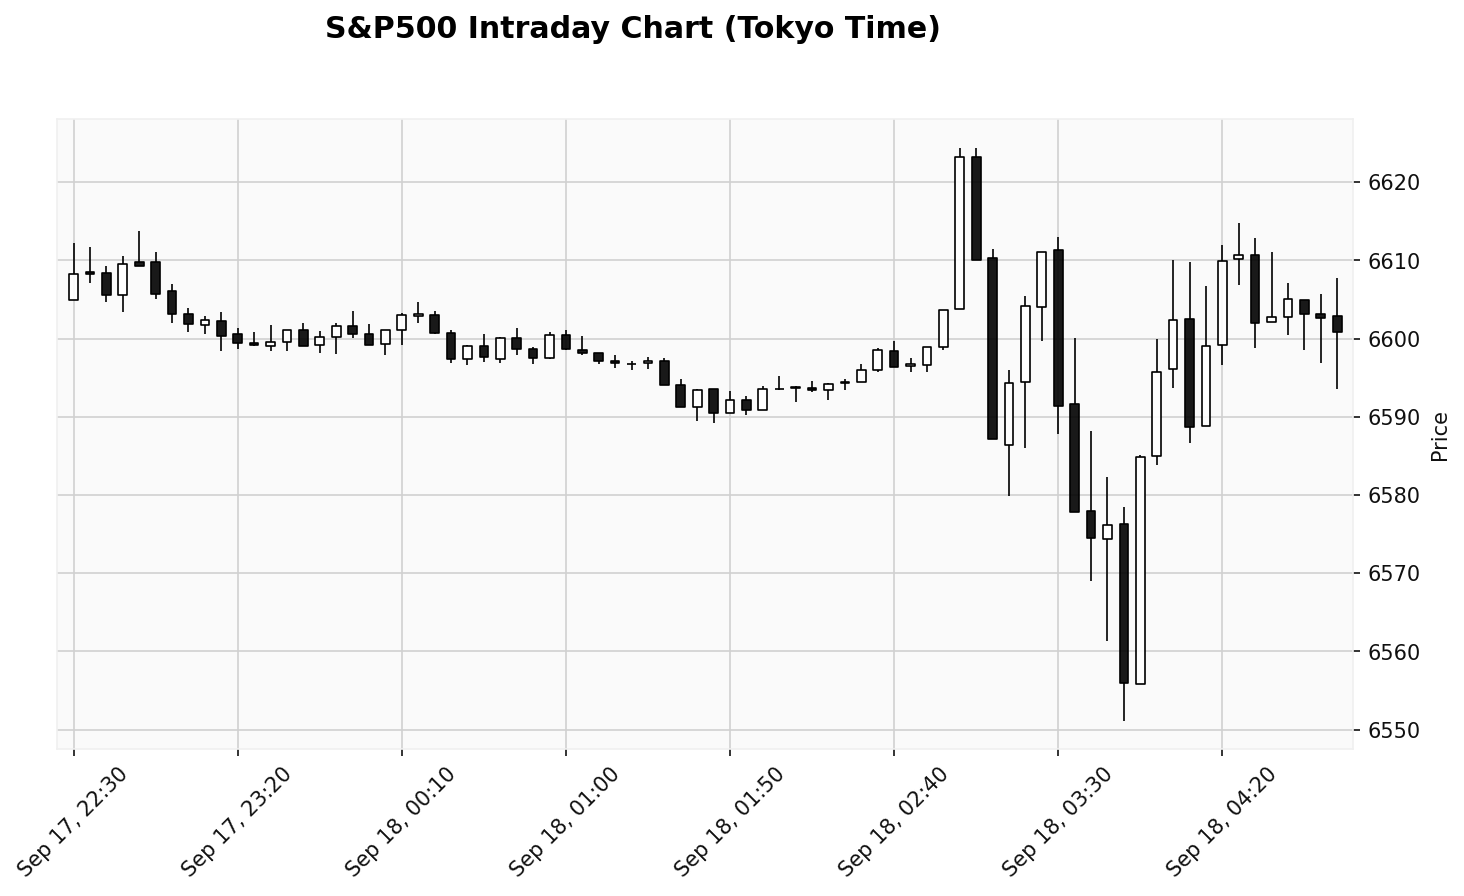 S&P500 Intraday Chart (Tokyo Time)
6620
6610
6600
6590
6580
6570
6560
6550
Price
Sep 17, 22:30
Sep 17, 23:20
Sep 18, 00:10
Sep 18, 01:00
Sep 18, 01:50
Sep 18, 02:40
Sep 18, 03:30
Sep 18, 04:20